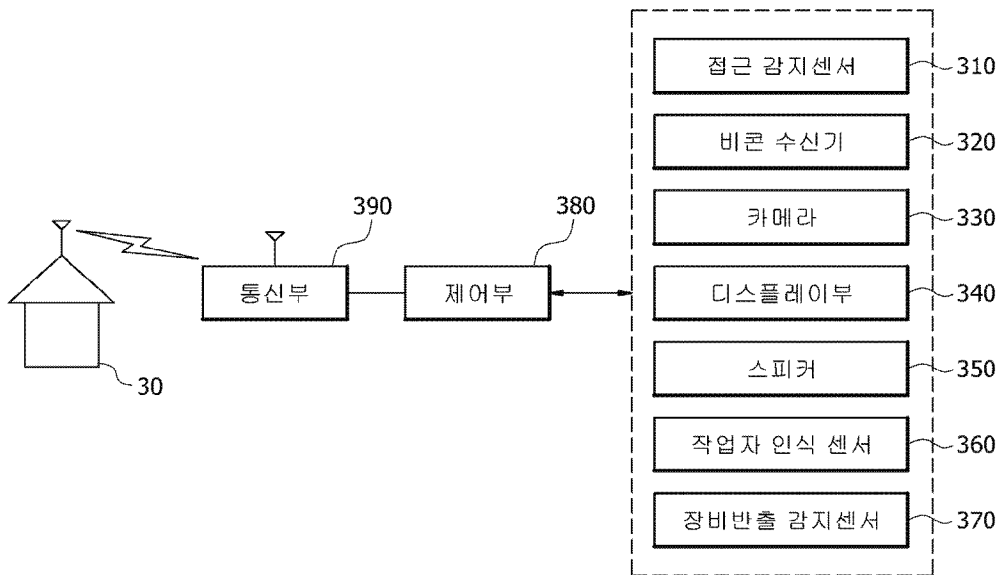 접근 감지센서
310
비콘 수신기
320
카메라
330
390
380
통신부
제어부
디스플레이부
340
30
스피커
350
작업자 인식 센서
360
장비반출 감지센서
370